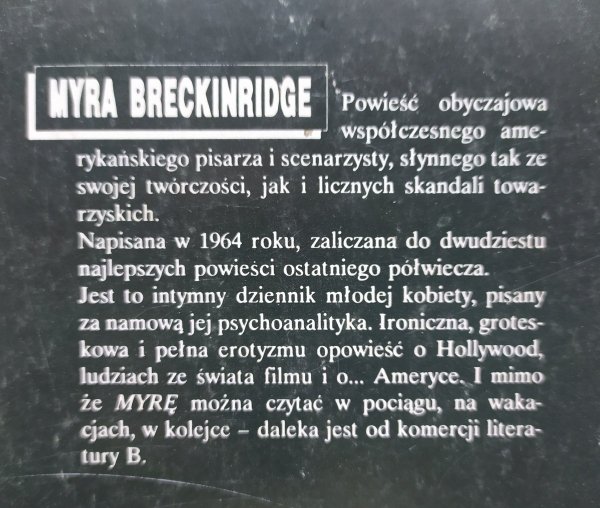 MYRA BRECKINRIDGE Powieść obyczajowa
współczesnego ame-
rykańskiego pisarza i scenarzysty, słynnego tak ze
swojej twórczości, jak i licznych skandali towa-
rzyskich.
Napisana w 1964 roku, zaliczana do dwudziestu
najlepszych powieści ostatniego półwiecza.
Jest to intymny dziennik młodej kobiety, pisany
za namową jej psychoanalityka. Ironiczna, grotes-
kowa i pełna erotyzmu opowieść o Hollywood,
ludziach ze świata filmu i o... Ameryce. I mimo
że MYRĘ można czytać w pociągu, na waka-
cjach, w kolejce – daleka jest od komercji litera-
tury B.